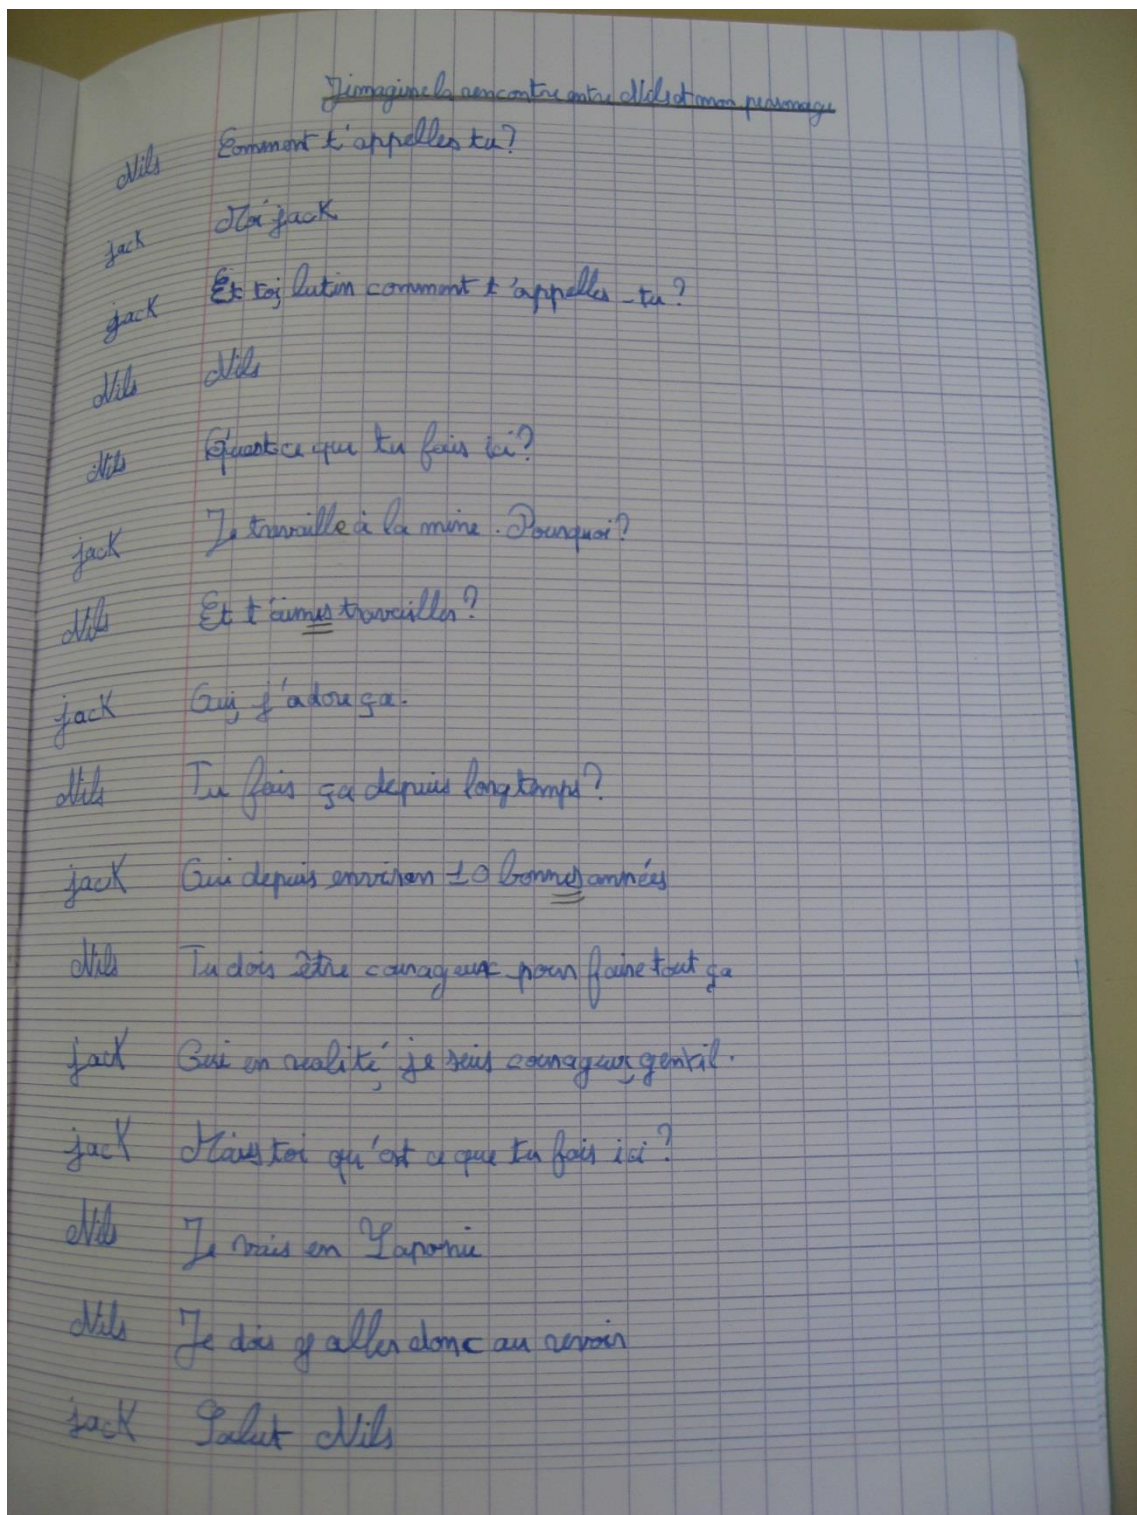 J'imagine la rencontre entre Nils et mon personnage
Nils Comment t'appelles tu?
jack Moi jack
jack Et toi, lutin comment t'appelles-tu?
Nils Nils
Nils Qu'est ce que tu fais ici?
jack Je travaille à la mine. Pourquoi?
Nils Et t'aimes travailler?
jack Oui, j'adore ça.
Nils Tu fais ça depuis longtemps?
jack Oui depuis environ 10 bonnes années
Nils Tu dois être courageux pour faire tout ça
jack Oui en réalité, je suis courageux, gentil.
jack Mais toi qu'est ce que tu fais ici?
Nils Je vais en Laponie
Nils Je dois y aller donc au revoir
jack Salut Nils